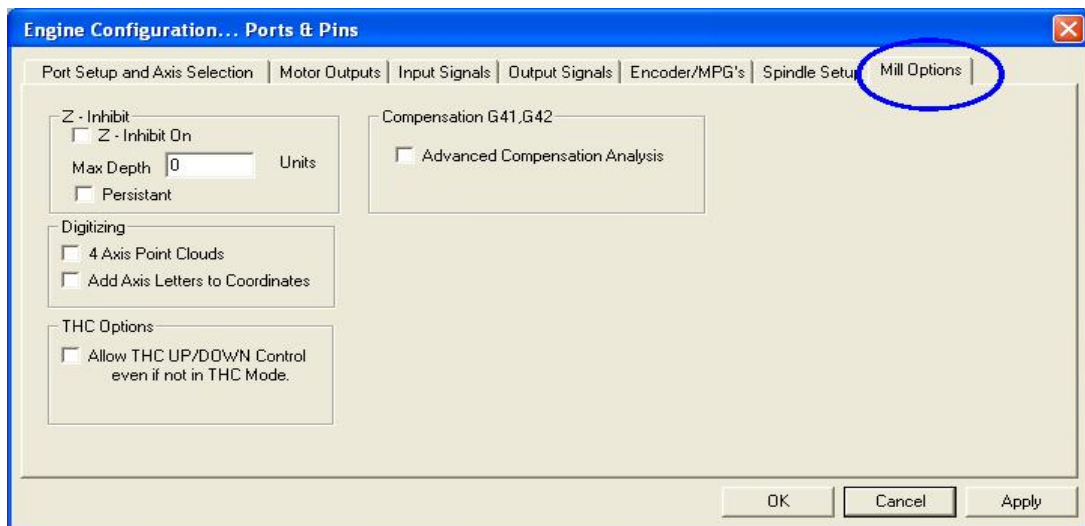 Engine Configuration... Ports & Pins
Port Setup and Axis Selection
Motor Outputs
Input Signals
Output Signals
Encoder/MPG's
Spindle Setup
Mill Options
Z - Inhibit
Z - Inhibit On
Max Depth 0 Units
Persistant
Compensation G41,G42
Advanced Compensation Analysis
Digitizing
4 Axis Point Clouds
Add Axis Letters to Coordinates
THC Options
Allow THC UP/DOWN Control
even if not in THC Mode.
OK
Cancel
Apply